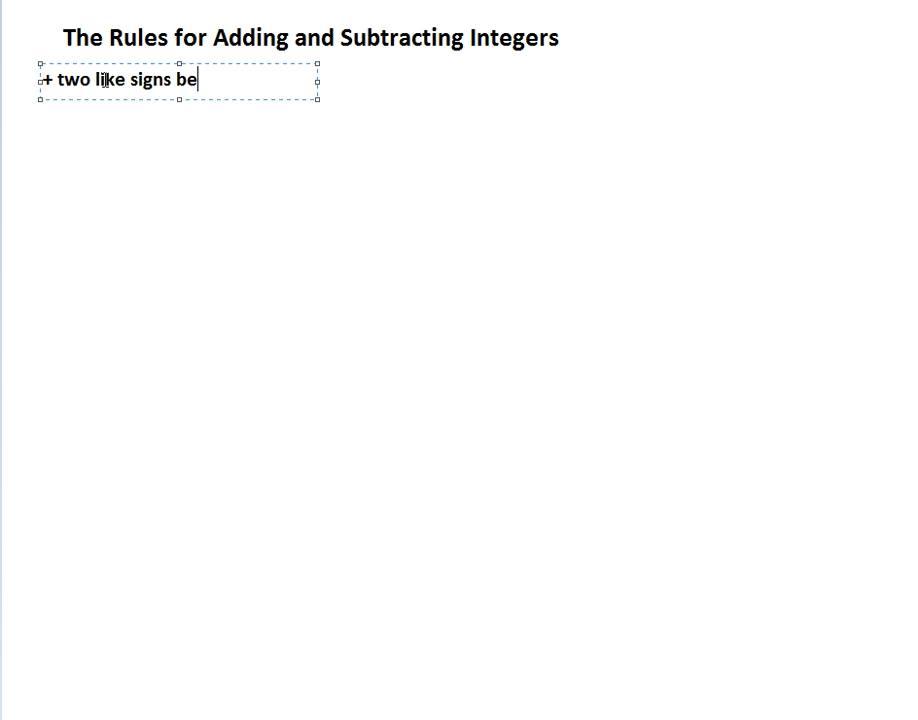 The Rules for Adding and Subtracting Integers
+ two like signs be